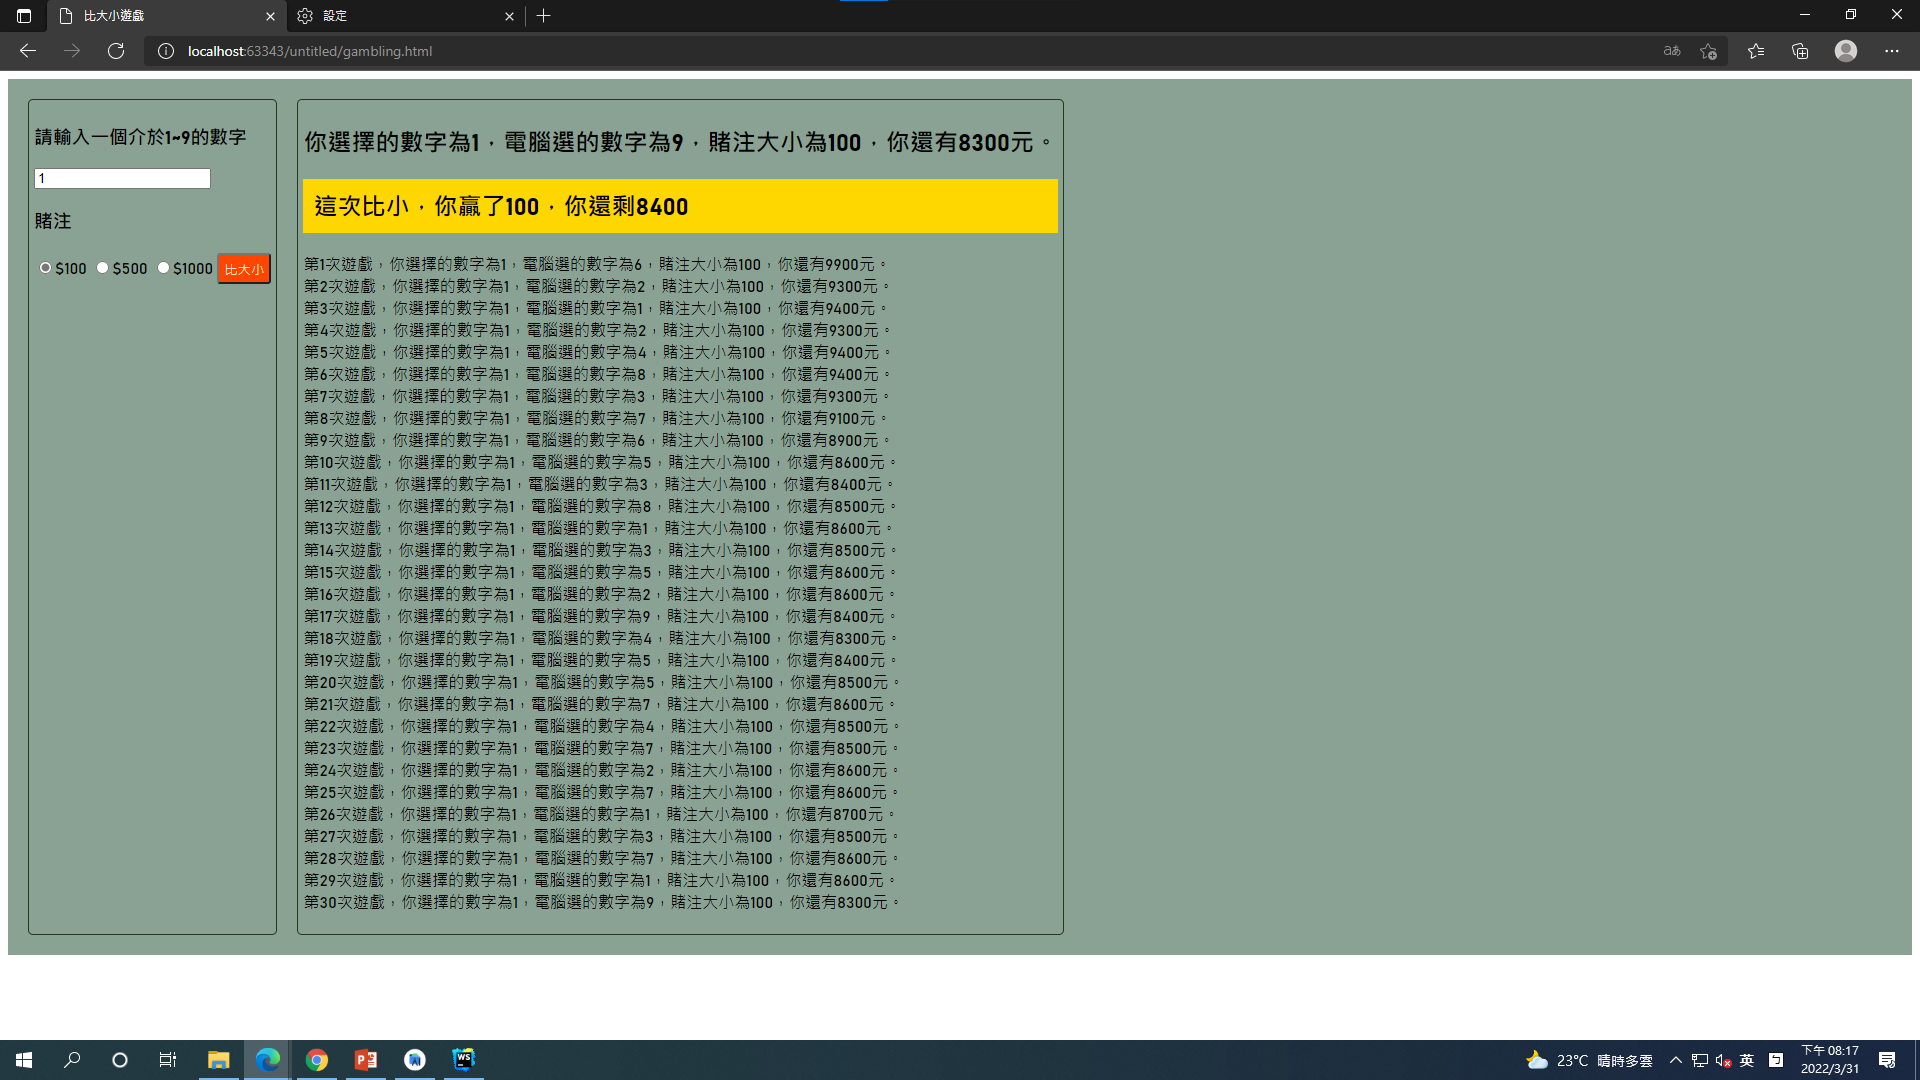 比大小遊戲
設定
localhost:63343/untitled/gambling.html
aあ
請輸入一個介於1~9的數字
1
賭注
$100 $500 $1000 比大小
你選擇的數字為1，電腦選的數字為9，賭注大小為100，你還有8300元。
這次比小，你贏了100，你還剩8400
第1次遊戲，你選擇的數字為1，電腦選的數字為6，賭注大小為100，你還有9900元。
第2次遊戲，你選擇的數字為1，電腦選的數字為2，賭注大小為100，你還有9300元。
第3次遊戲，你選擇的數字為1，電腦選的數字為1，賭注大小為100，你還有9400元。
第4次遊戲，你選擇的數字為1，電腦選的數字為2，賭注大小為100，你還有9300元。
第5次遊戲，你選擇的數字為1，電腦選的數字為4，賭注大小為100，你還有9400元。
第6次遊戲，你選擇的數字為1，電腦選的數字為8，賭注大小為100，你還有9400元。
第7次遊戲，你選擇的數字為1，電腦選的數字為3，賭注大小為100，你還有9300元。
第8次遊戲，你選擇的數字為1，電腦選的數字為7，賭注大小為100，你還有9100元。
第9次遊戲，你選擇的數字為1，電腦選的數字為6，賭注大小為100，你還有8900元。
第10次遊戲，你選擇的數字為1，電腦選的數字為5，賭注大小為100，你還有8600元。
第11次遊戲，你選擇的數字為1，電腦選的數字為3，賭注大小為100，你還有8400元。
第12次遊戲，你選擇的數字為1，電腦選的數字為8，賭注大小為100，你還有8500元。
第13次遊戲，你選擇的數字為1，電腦選的數字為1，賭注大小為100，你還有8600元。
第14次遊戲，你選擇的數字為1，電腦選的數字為3，賭注大小為100，你還有8500元。
第15次遊戲，你選擇的數字為1，電腦選的數字為5，賭注大小為100，你還有8600元。
第16次遊戲，你選擇的數字為1，電腦選的數字為2，賭注大小為100，你還有8600元。
第17次遊戲，你選擇的數字為1，電腦選的數字為9，賭注大小為100，你還有8400元。
第18次遊戲，你選擇的數字為1，電腦選的數字為4，賭注大小為100，你還有8300元。
第19次遊戲，你選擇的數字為1，電腦選的數字為5，賭注大小為100，你還有8400元。
第20次遊戲，你選擇的數字為1，電腦選的數字為5，賭注大小為100，你還有8500元。
第21次遊戲，你選擇的數字為1，電腦選的數字為7，賭注大小為100，你還有8600元。
第22次遊戲，你選擇的數字為1，電腦選的數字為4，賭注大小為100，你還有8500元。
第23次遊戲，你選擇的數字為1，電腦選的數字為7，賭注大小為100，你還有8500元。
第24次遊戲，你選擇的數字為1，電腦選的數字為2，賭注大小為100，你還有8600元。
第25次遊戲，你選擇的數字為1，電腦選的數字為7，賭注大小為100，你還有8600元。
第26次遊戲，你選擇的數字為1，電腦選的數字為1，賭注大小為100，你還有8700元。
第27次遊戲，你選擇的數字為1，電腦選的數字為3，賭注大小為100，你還有8500元。
第28次遊戲，你選擇的數字為1，電腦選的數字為7，賭注大小為100，你還有8600元。
第29次遊戲，你選擇的數字為1，電腦選的數字為1，賭注大小為100，你還有8600元。
第30次遊戲，你選擇的數字為1，電腦選的數字為9，賭注大小為100，你還有8300元。
WS
23°C 晴時多雲
英
下午 08:17
2022/3/31